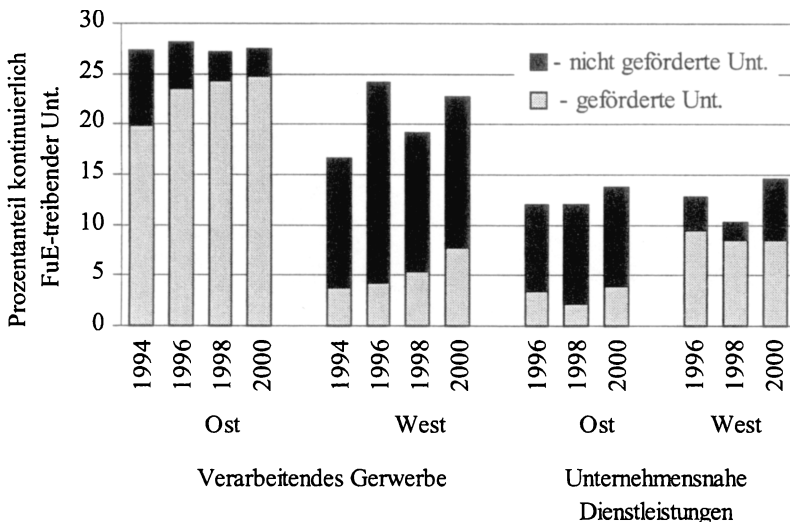 Prozentanteil kontinuierlich
FuE-treibender Unt.
30
25
20
15
10
5
0
- nicht geförderte Unt.
- geförderte Unt.
1994
1996
1998
2000
1994
1996
1998
2000
1996
1998
2000
1996
1998
2000
Ost
West
Ost
West
Verarbeitendes Gerwerbe
Unternehmensnahe
Dienstleistungen